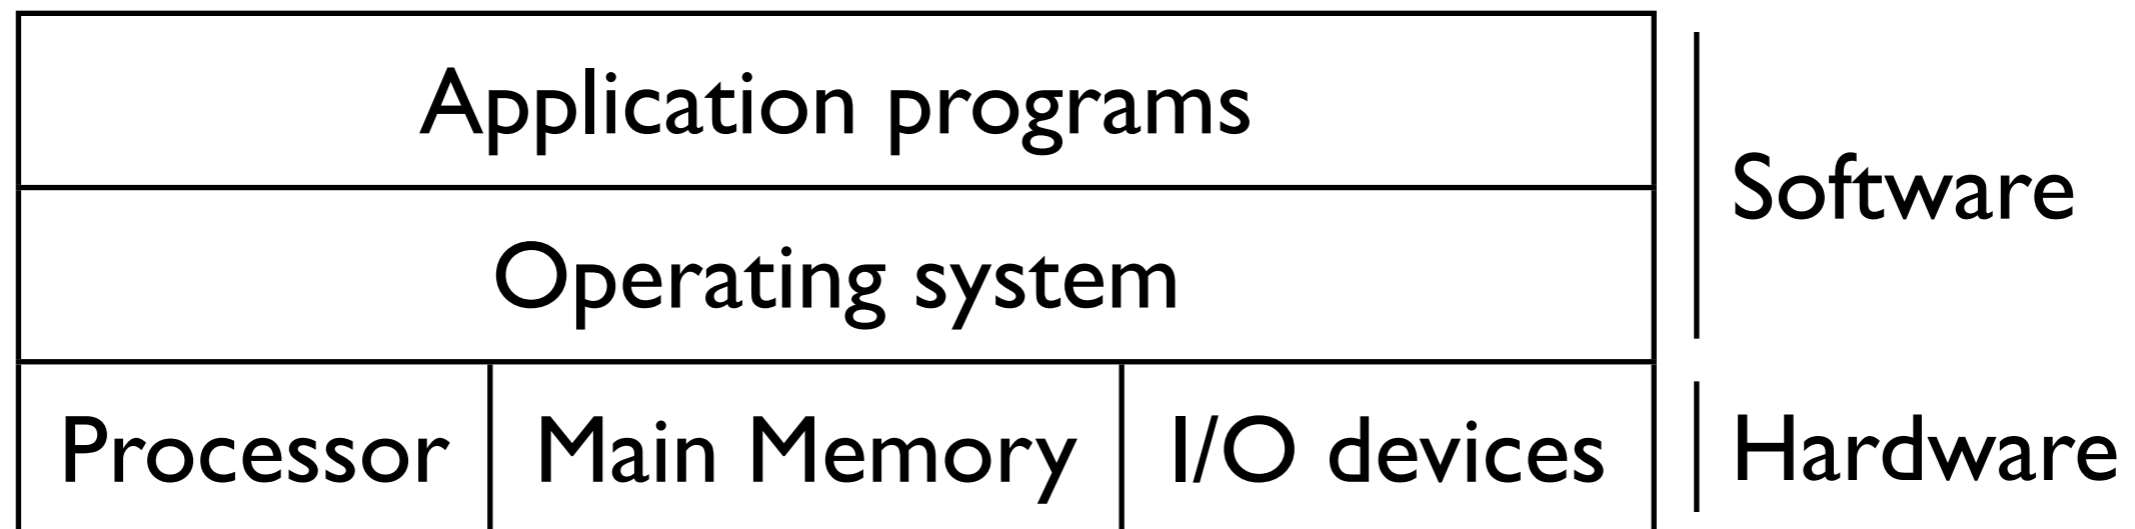 Application programs
Software
Operating system
Processor Main Memory I/O devices Hardware